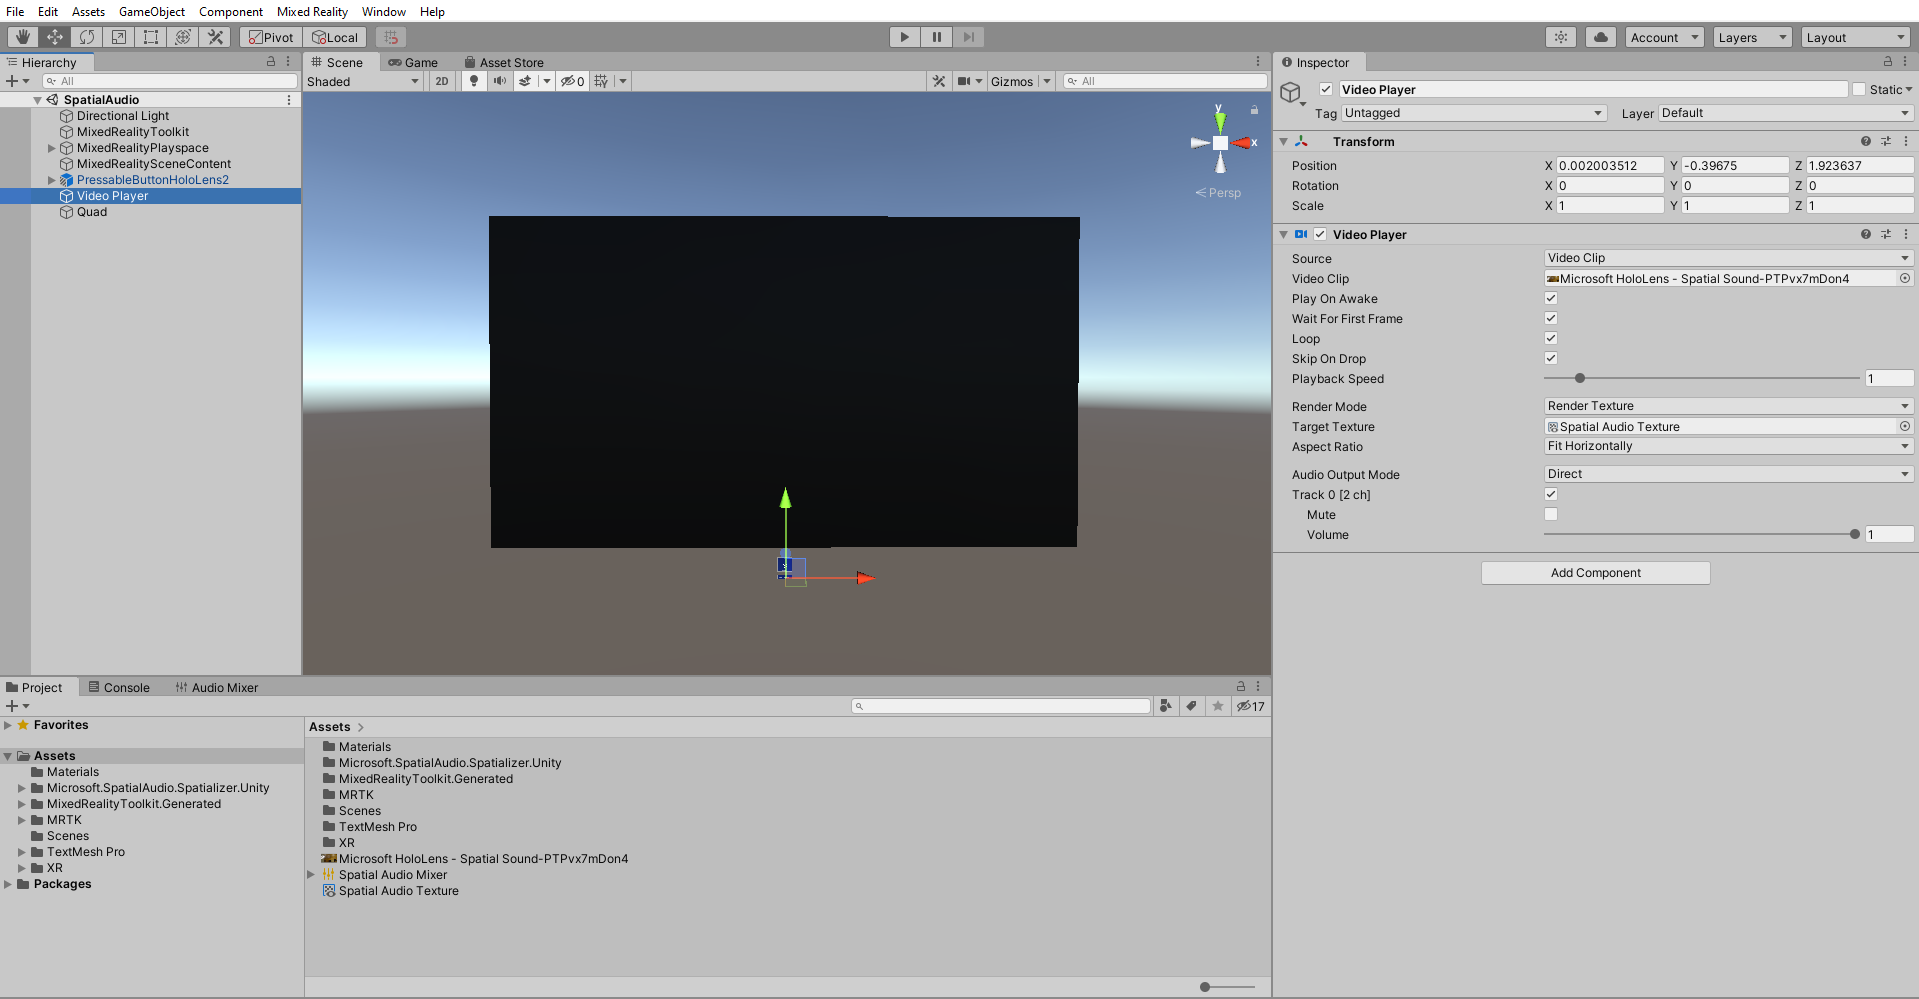 File Edit Assets GameObject Component Mixed Reality Window Help
Pivot Local Account Layers Layout
Hierarchy
All
SpatialAudio
Directional Light
MixedRealityToolkit
MixedRealityPlayspace
MixedRealitySceneContent
PressableButtonHoloLens2
Video Player
Quad
Scene Game Asset Store
Shaded 2D 0 Gizmos All
y
x
Persp
Inspector
Video Player Static
Tag Untagged Layer Default
Transform
Position X 0.002003512 Y -0.39675 Z 1.923637
Rotation X 0 Y 0 Z 0
Scale X 1 Y 1 Z 1
Video Player
Source Video Clip
Video Clip Microsoft HoloLens - Spatial Sound-PTPvx7mDon4
Play On Awake
Wait For First Frame
Loop
Skip On Drop
Playback Speed 1
Render Mode Render Texture
Target Texture Spatial Audio Texture
Aspect Ratio Fit Horizontally
Audio Output Mode Direct
Track 0 [2 ch]
Mute
Volume 1
Add Component
Project Console Audio Mixer
17
Favorites
Assets
Materials
Microsoft.SpatialAudio.Spatializer.Unity
MixedRealityToolkit.Generated
MRTK
Scenes
TextMesh Pro
XR
Packages
Assets
Materials
Microsoft.SpatialAudio.Spatializer.Unity
MixedRealityToolkit.Generated
MRTK
Scenes
TextMesh Pro
XR
Microsoft HoloLens - Spatial Sound-PTPvx7mDon4
Spatial Audio Mixer
Spatial Audio Texture